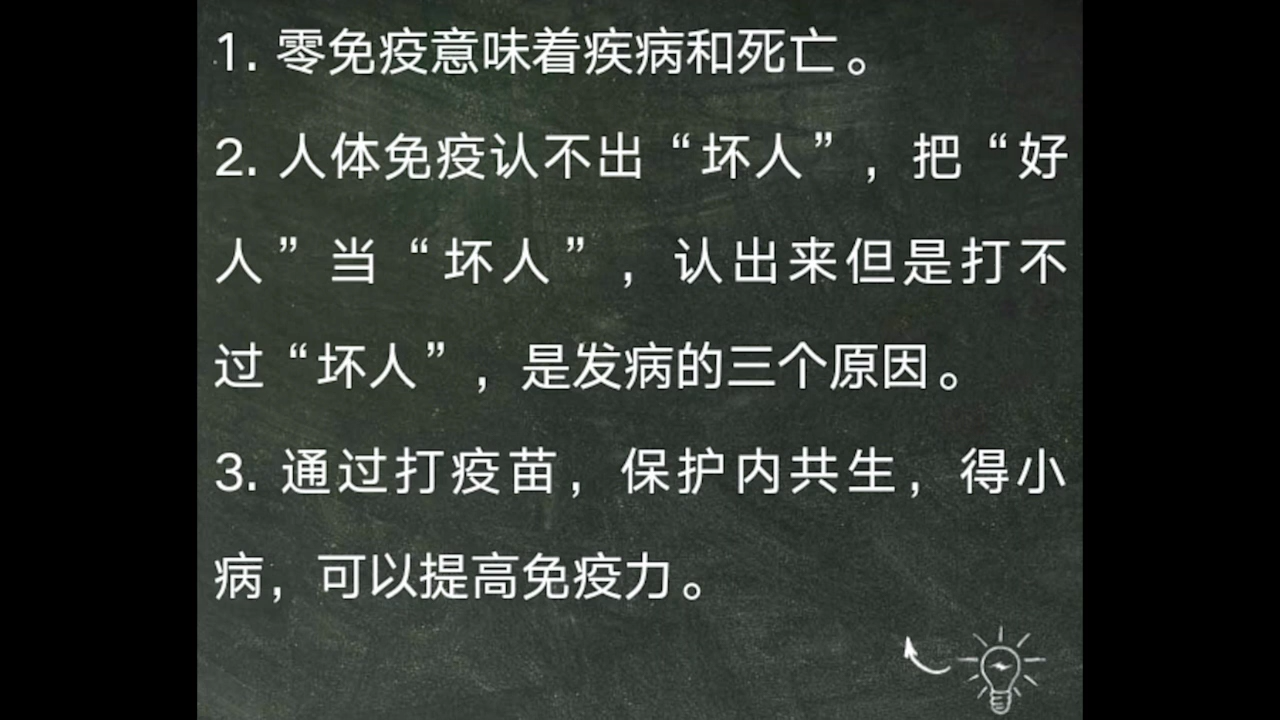 1. 零免疫意味着疾病和死亡。
2. 人体免疫认不出“坏人”，把“好
人”当“坏人”，认出来但是打不
过“坏人”，是发病的三个原因。
3. 通过打疫苗，保护内共生，得小
病，可以提高免疫力。